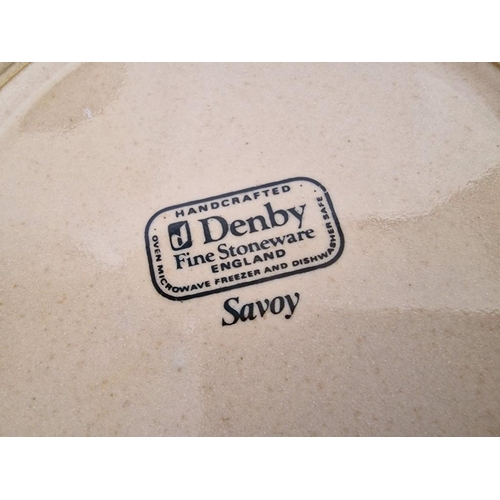 HANDCRAFTED
Denby
Fine Stoneware
ENGLAND
OVEN MICROWAVE FREEZER AND DISHWASHER SAFE
Savoy